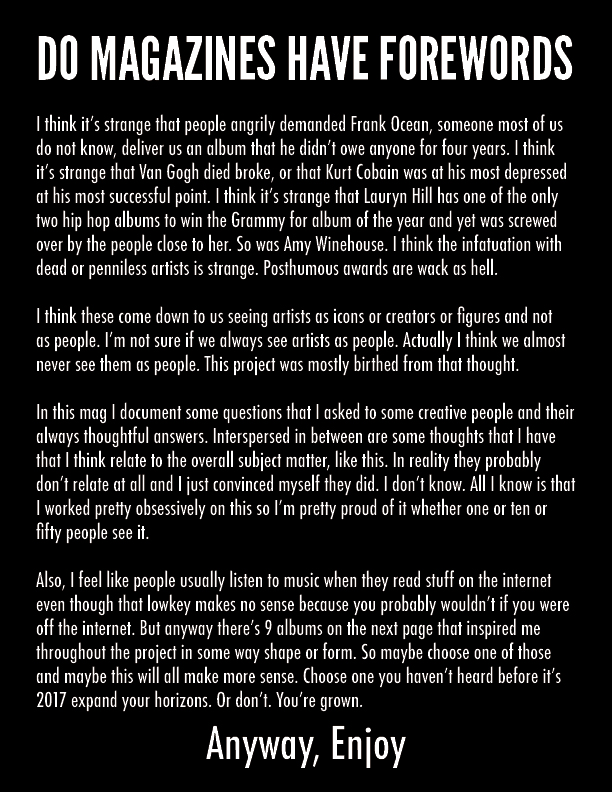 DO MAGAZINES HAVE FOREWORDS
I think it's strange that people angrily demanded Frank Ocean, someone most of us
do not know, deliver us an album that he didn't owe anyone for four years. I think
it's strange that Van Gogh died broke, or that Kurt Cobain was at his most depressed
at his most successful point. I think it's strange that Lauryn Hill has one of the only
two hip hop albums to win the Grammy for album of the year and yet was screwed
over by the people close to her. So was Amy Winehouse. I think the infatuation with
dead or penniless artists is strange. Posthumous awards are wack as hell.
I think these come down to us seeing artists as icons or creators or figures and not
as people. I'm not sure if we always see artists as people. Actually I think we almost
never see them as people. This project was mostly birthed from that thought.
In this mag I document some questions that I asked to some creative people and their
always thoughtful answers. Interspersed in between are some thoughts that I have
that I think relate to the overall subject matter, like this. In reality they probably
don't relate at all and I just convinced myself they did. I don't know. All I know is that
I worked pretty obsessively on this so I'm pretty proud of it whether one or ten or
fifty people see it.
Also, I feel like people usually listen to music when they read stuff on the internet
even though that lowkey makes no sense because you probably wouldn't if you were
off the internet. But anyway there's 9 albums on the next page that inspired me
throughout the project in some way shape or form. So maybe choose one of those
and maybe this will all make more sense. Choose one you haven't heard before it's
2017 expand your horizons. Or don't. You're grown.
Anyway, Enjoy